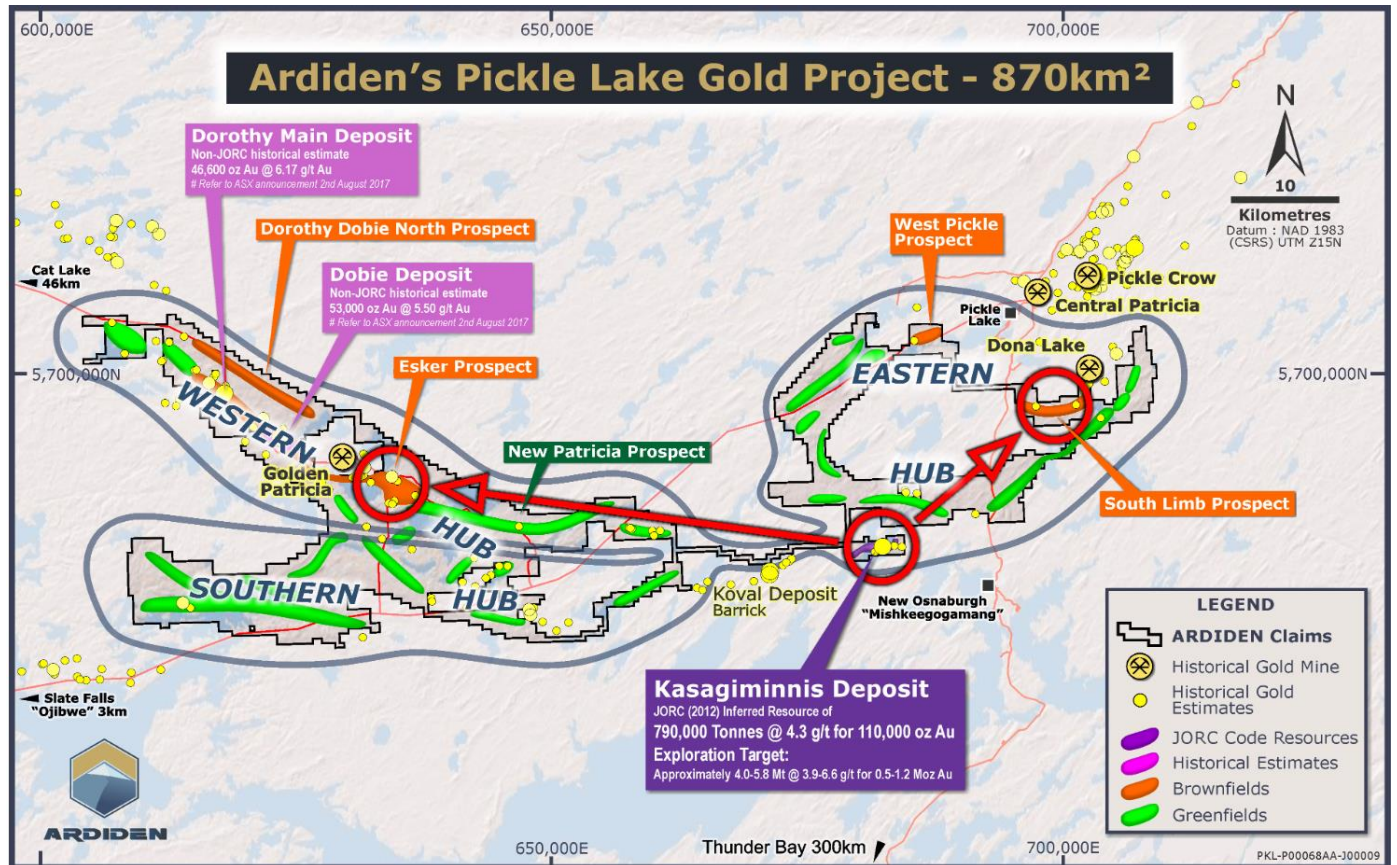 600,000E
650,000E
700,000E
Ardiden's Pickle Lake Gold Project - 870km²
N
10
Kilometres
Datum : NAD 1983
(CSRS) UTM Z15N
Dorothy Main Deposit
Non-JORC historical estimate
46,600 oz Au @ 6.17 g/t Au
# Refer to ASX announcement 2nd August 2017
Dorothy Dobie North Prospect
West Pickle
Prospect
Cat Lake
46km
Dobie Deposit
Non-JORC historical estimate
53,000 oz Au @ 5.50 g/t Au
# Refer to ASX announcement 2nd August 2017
Pickle Crow
Central Patricia
Pickle
Lake
Dona Lake
Esker Prospect
5,700,000N
5,700,000N
WESTERN
HUB
EASTERN
HUB
Golden
Patricia
New Patricia Prospect
South Limb Prospect
SOUTHERN
HUB
Koval Deposit
Barrick
New Osnaburgh
"Mishkeegogamang"
Slate Falls
"Ojibwe" 3km
Kasagiminnis Deposit
JORC (2012) Inferred Resource of
790,000 Tonnes @ 4.3 g/t for 110,000 oz Au
Exploration Target:
Approximately 4.0-5.8 Mt @ 3.9-6.6 g/t for 0.5-1.2 Moz Au
LEGEND
ARDIDEN Claims
Historical Gold Mine
Historical Gold
Estimates
JORC Code Resources
Historical Estimates
Brownfields
Greenfields
ARDIDEN
650,000E
Thunder Bay 300km
700,000E
PKL-P00068AA-J00009